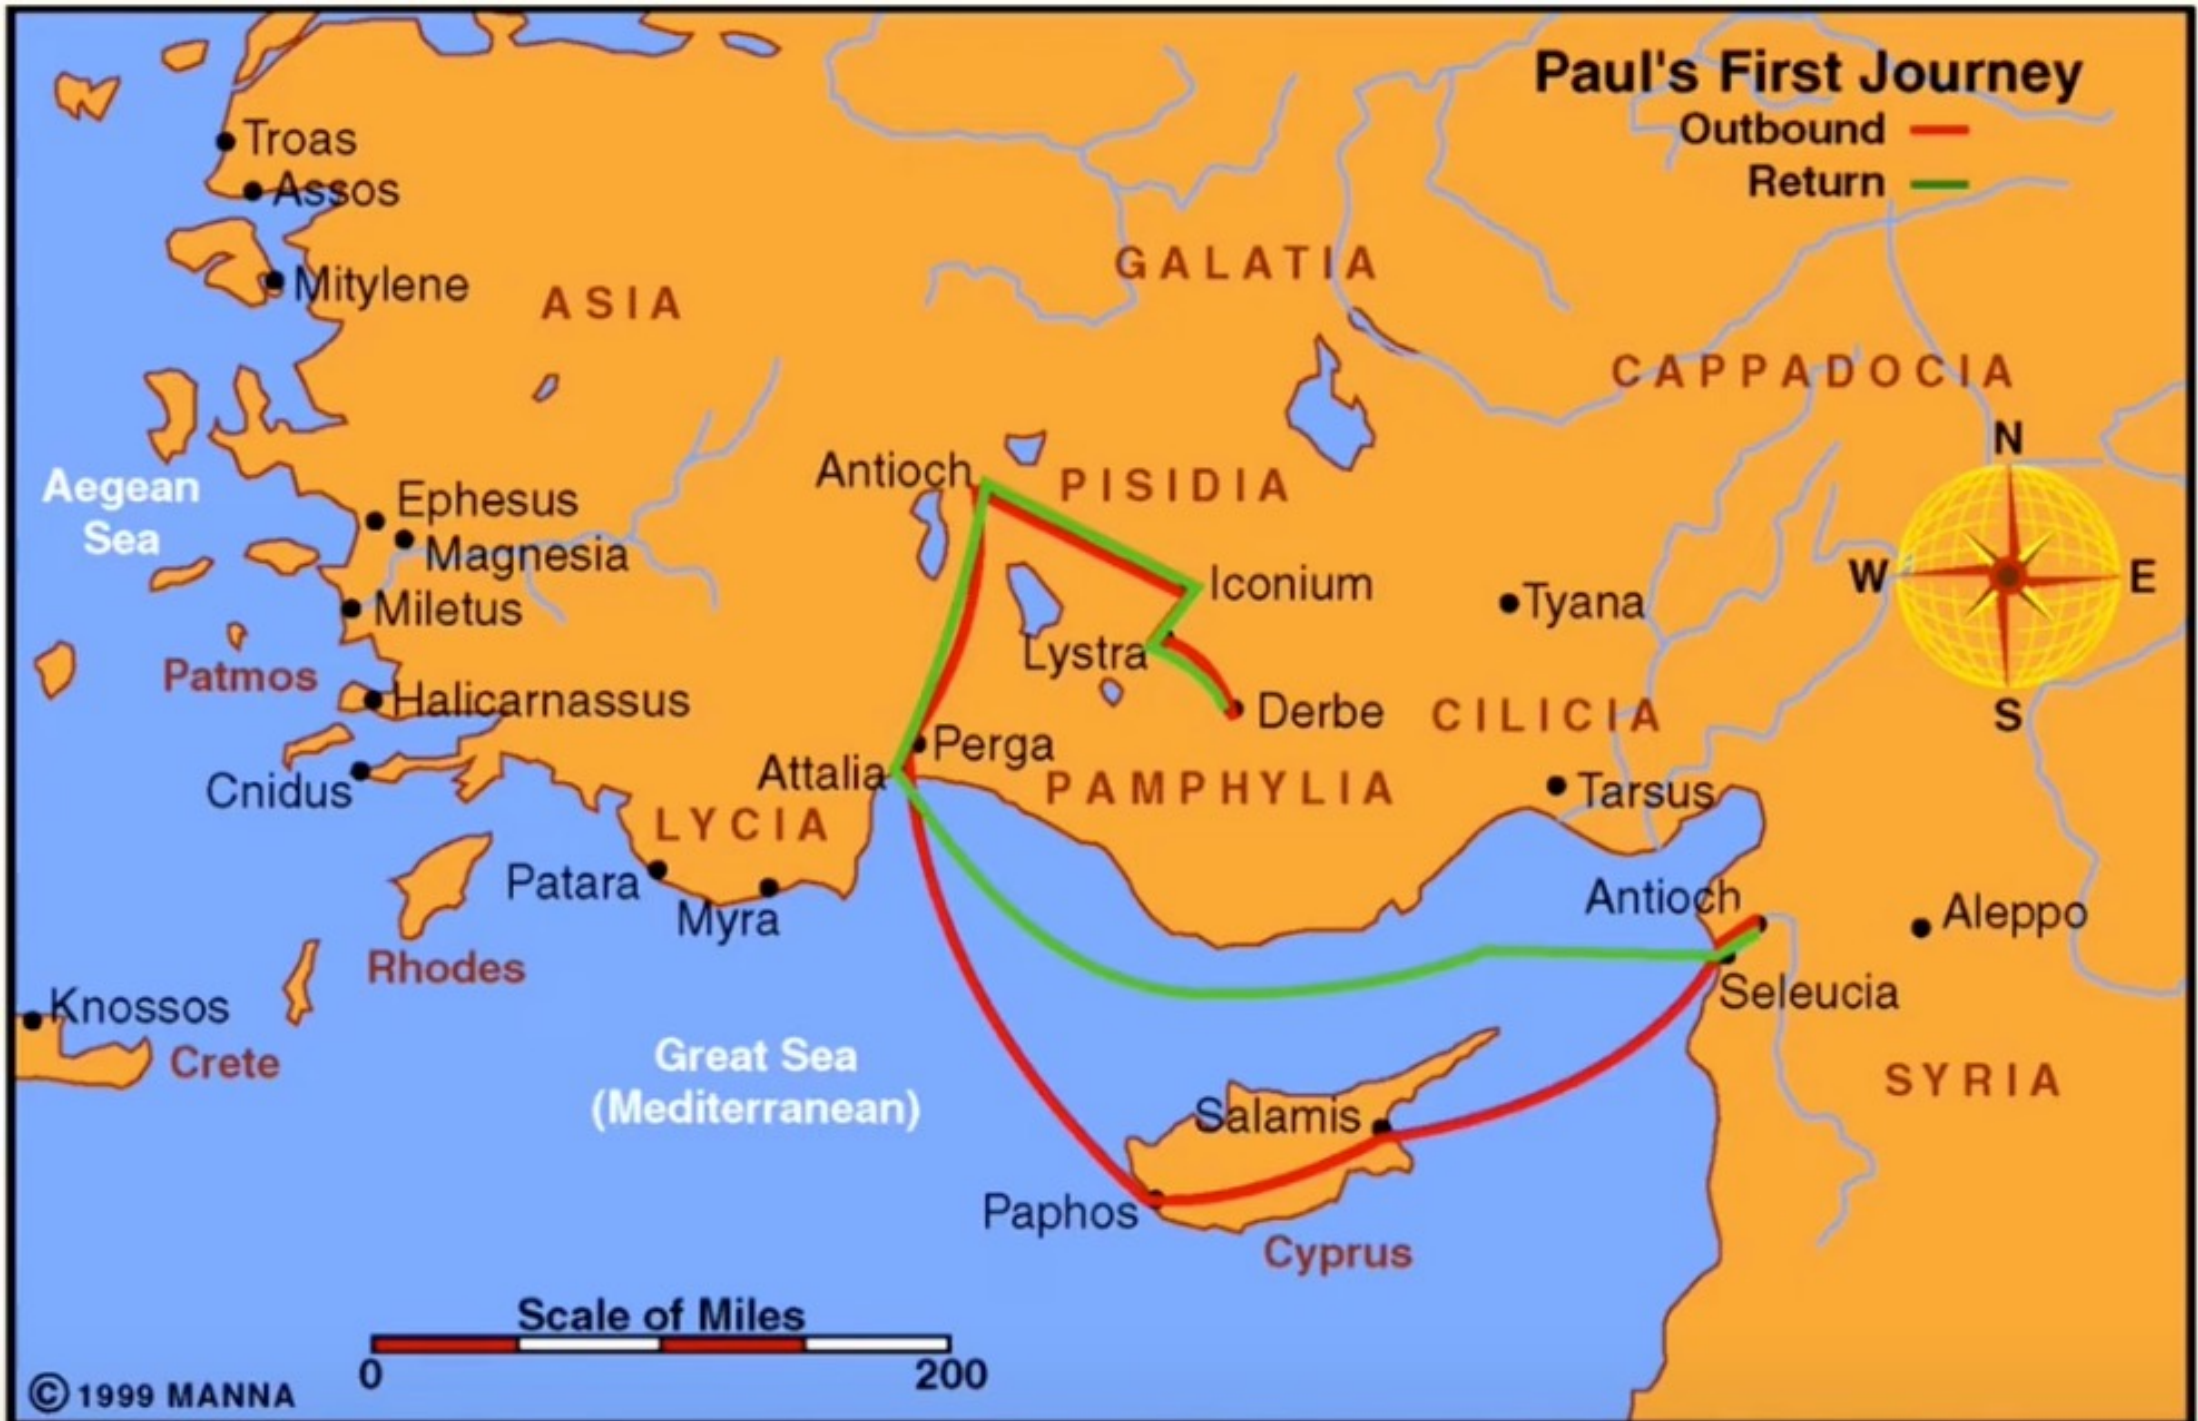 Paul's First Journey
Outbound
Return
Troas
Assos
Mitylene
ASIA
GALATIA
CAPPADOCIA
N
W
E
S
Aegean
Sea
Antioch
PISIDIA
Ephesus
Magnesia
Miletus
Iconium
Tyana
Patmos
Lystra
Halicarnassus
Derbe
CILICIA
Perga
Attalia
PAMPHYLIA
Cnidus
Tarsus
LYCIA
Patara
Myra
Antioch
Aleppo
Rhodes
Seleucia
Knossos
Crete
Great Sea
(Mediterranean)
SYRIA
Salamis
Paphos
Cyprus
Scale of Miles
0
200
© 1999 MANNA